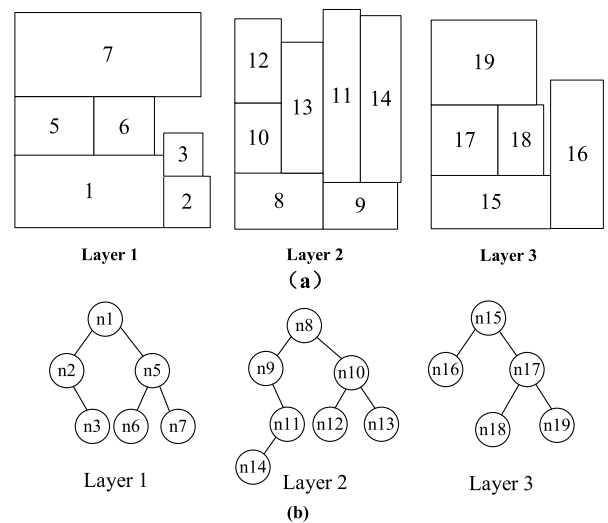 7
5 6
3
1 2
Layer 1
12
13 11 14
10
8 9
Layer 2
19
17 18 16
15
Layer 3
(a)
n1
n2 n5
n3 n6 n7
Layer 1
n8
n9 n10
n11 n12 n13
n14
Layer 2
n15
n16 n17
n18 n19
Layer 3
(b)